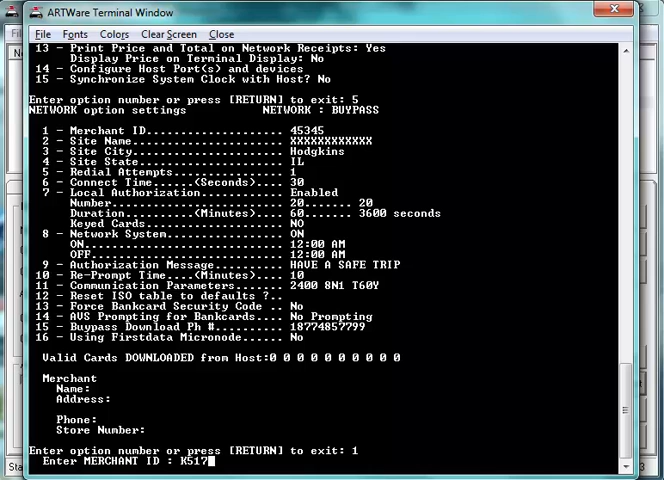 ARTWare Terminal Window
File Fonts Colors Clear Screen Close
13 - Print Price and Total on Network Receipts: Yes
Display Price on Terminal Display: No
14 - Configure Host Port(s) and devices
15 - Synchronize System Clock with Host? No
Enter option number or press [RETURN] to exit: 5
NETWORK option settings NETWORK : BUYPASS
1 - Merchant ID.................... 45345
2 - Site Name...................... XXXXXXXXXXXX
3 - Site City...................... Hodgkins
4 - Site State..................... IL
5 - Redial Attempts................ 1
6 - Connect Time.....(Seconds)..... 30
7 - Local Authorization............ Enabled
Number......................... 20....... 20
Duration.........(Minutes)..... 60....... 3600 seconds
Keyed Cards.................... NO
8 - Network System................. ON
ON............................. 12:00 AM
OFF............................ 12:00 AM
9 - Authorization Message.......... HAVE A SAFE TRIP
10 - Re-Prompt Time...(Minutes)..... 10
11 - Communication Parameters....... 2400 8N1 T60Y
12 - Reset ISO table to defaults ?..
13 - Force Bankcard Security Code .. No
14 - AVS Prompting for Bankcards.... No Prompting
15 - Buypass Download Ph #.......... 18774857799
16 - Using Firstdata Micronode...... No
Valid Cards DOWNLOADED from Host:0 0 0 0 0 0 0 0 0 0
Merchant
Name:
Address:
Phone:
Store Number:
Enter option number or press [RETURN] to exit: 1
Enter MERCHANT ID : K517